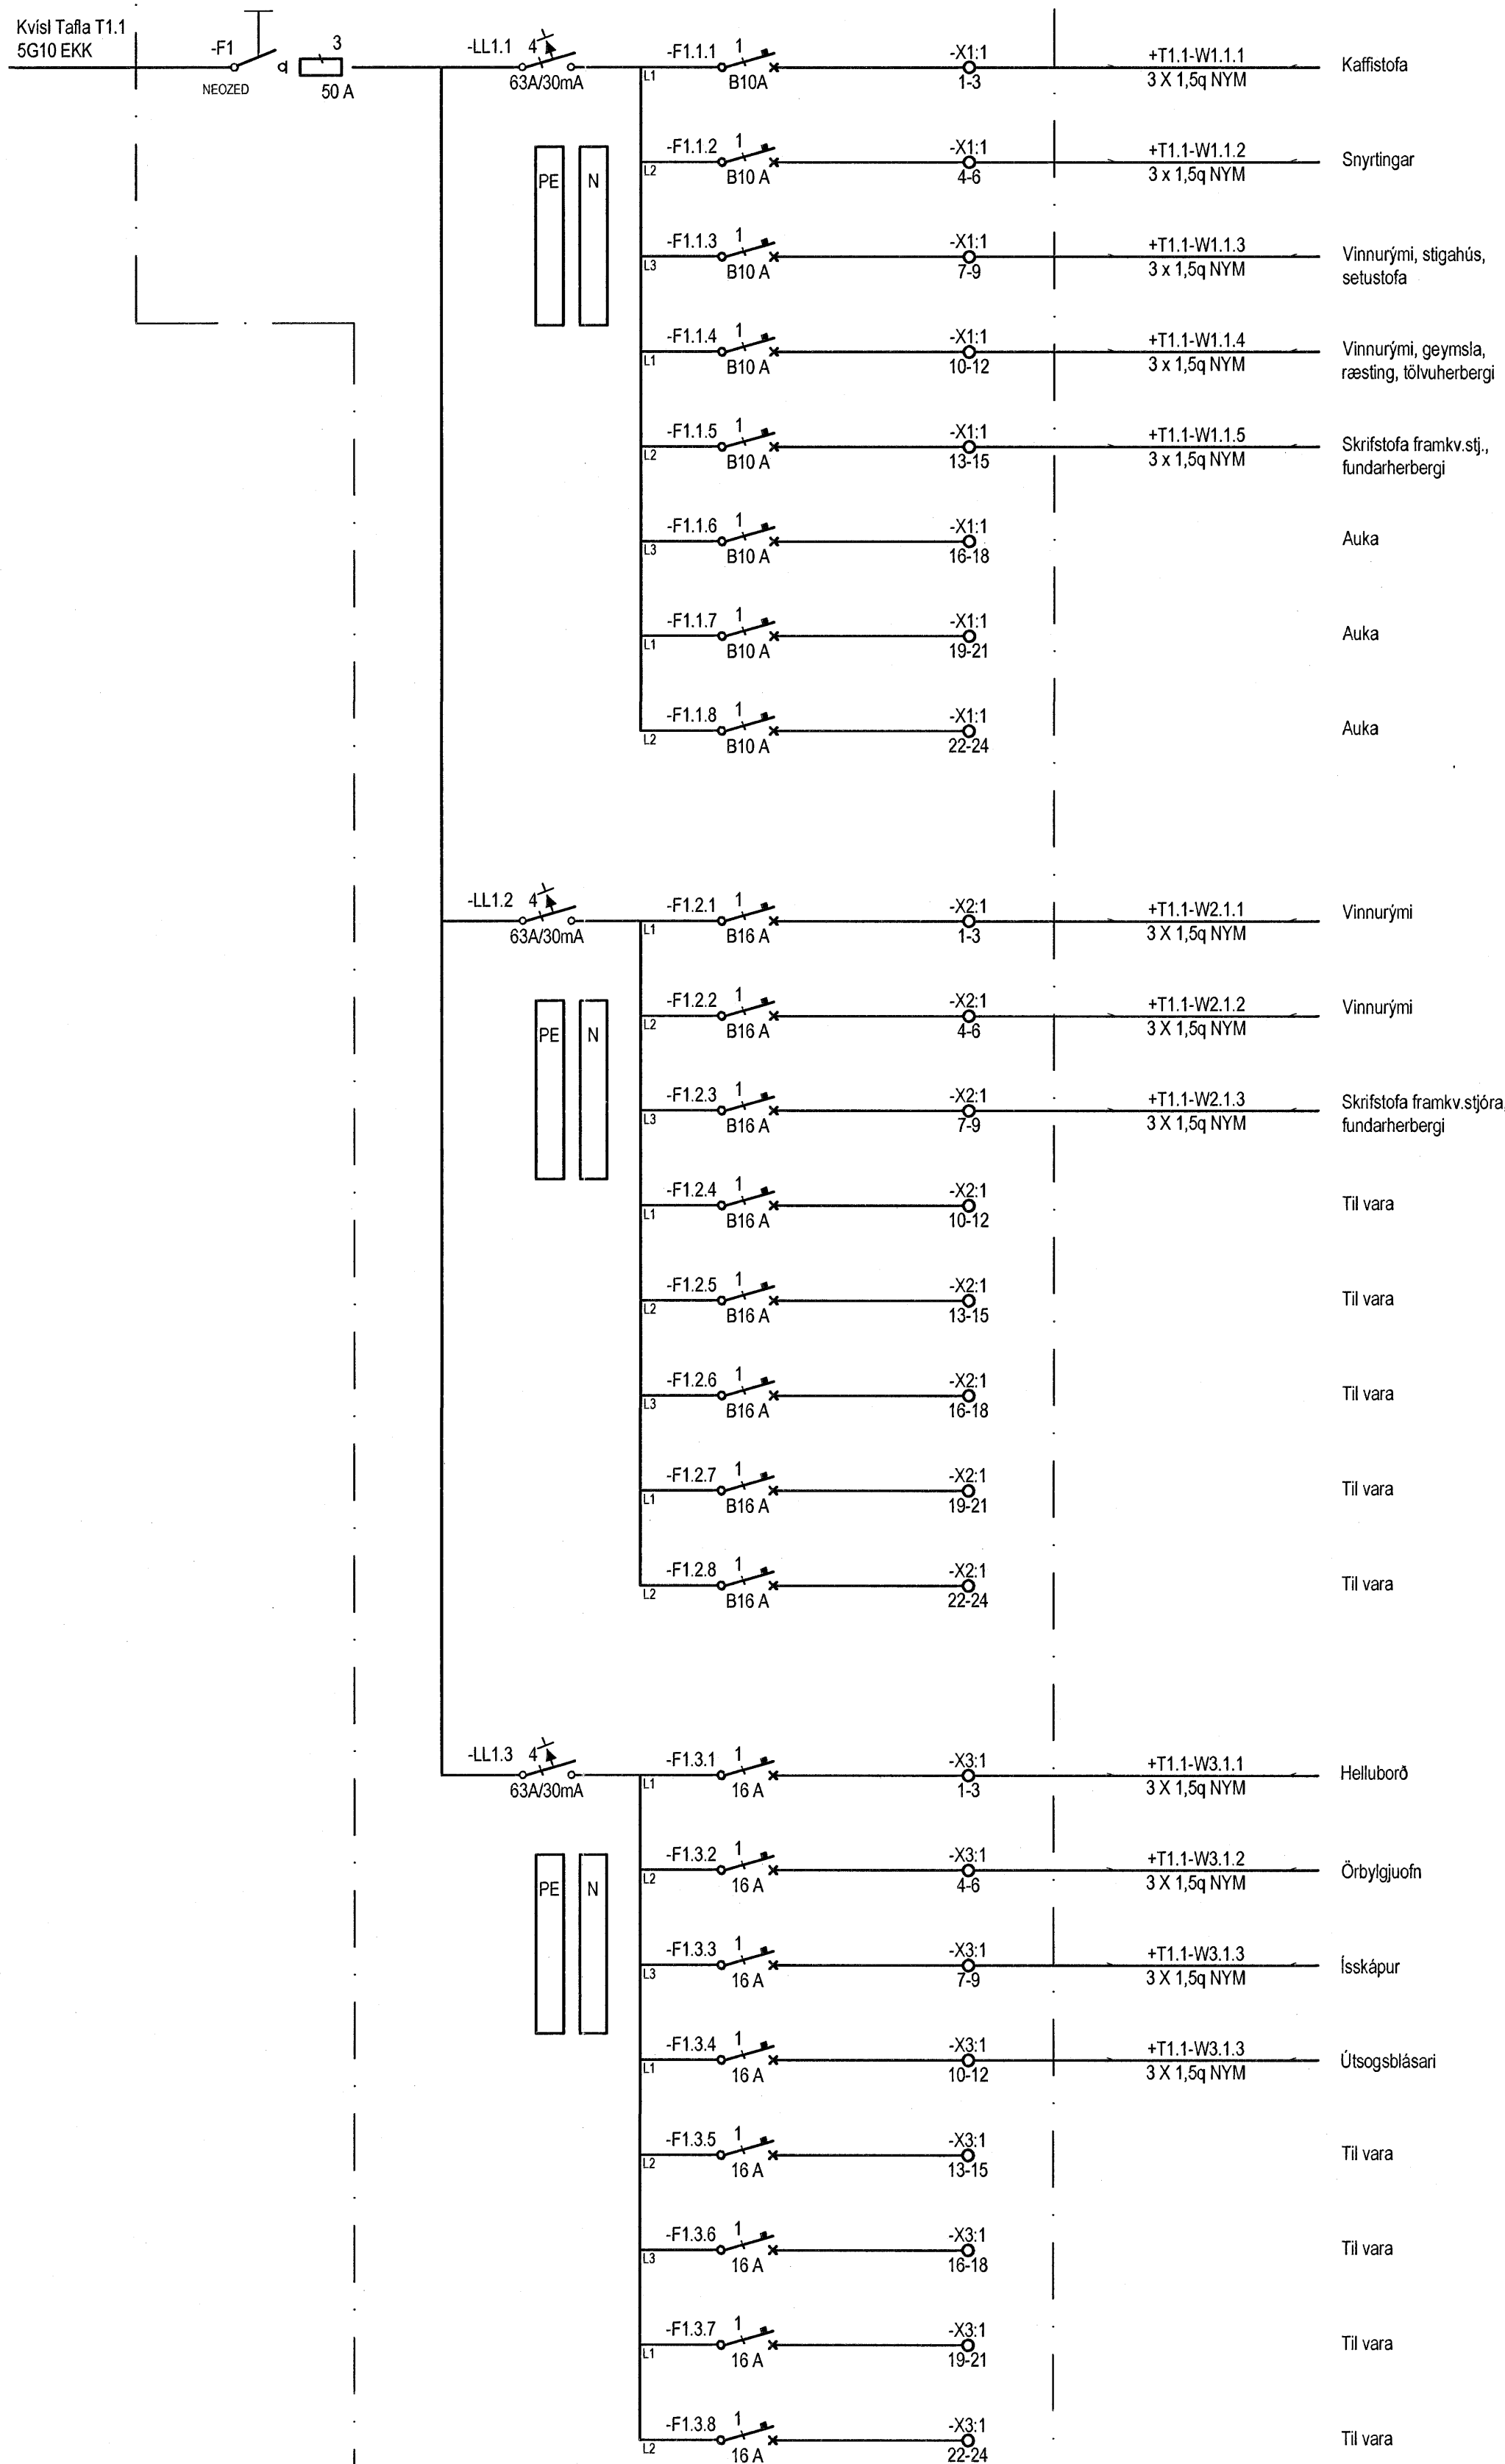 Kvísl Tafla T1.1
5G10 EKK
-F1
NEOZED
3
50 A
-LL1.1 4
63A/30mA
PE N
-F1.1.1 1
L1 B10A
-X1:1
1-3
+T1.1-W1.1.1
3 X 1,5q NYM
Kaffistofa
-F1.1.2 1
L2 B10 A
-X1:1
4-6
+T1.1-W1.1.2
3 x 1,5q NYM
Snyrtingar
-F1.1.3 1
L3 B10 A
-X1:1
7-9
+T1.1-W1.1.3
3 x 1,5q NYM
Vinnurými, stigahús,
setustofa
-F1.1.4 1
L1 B10 A
-X1:1
10-12
+T1.1-W1.1.4
3 x 1,5q NYM
Vinnurými, geymsla,
ræsting, tölvuherbergi
-F1.1.5 1
L2 B10 A
-X1:1
13-15
+T1.1-W1.1.5
3 x 1,5q NYM
Skrifstofa framkv.stj.,
fundarherbergi
-F1.1.6 1
L3 B10 A
-X1:1
16-18
Auka
-F1.1.7 1
L1 B10 A
-X1:1
19-21
Auka
-F1.1.8 1
L2 B10 A
-X1:1
22-24
Auka
-LL1.2 4
63A/30mA
PE N
-F1.2.1 1
L1 B16 A
-X2:1
1-3
+T1.1-W2.1.1
3 X 1,5q NYM
Vinnurými
-F1.2.2 1
L2 B16 A
-X2:1
4-6
+T1.1-W2.1.2
3 X 1,5q NYM
Vinnurými
-F1.2.3 1
L3 B16 A
-X2:1
7-9
+T1.1-W2.1.3
3 X 1,5q NYM
Skrifstofa framkv.stjóra,
fundarherbergi
-F1.2.4 1
L1 B16 A
-X2:1
10-12
Til vara
-F1.2.5 1
L2 B16 A
-X2:1
13-15
Til vara
-F1.2.6 1
L3 B16 A
-X2:1
16-18
Til vara
-F1.2.7 1
L1 B16 A
-X2:1
19-21
Til vara
-F1.2.8 1
L2 B16 A
-X2:1
22-24
Til vara
-LL1.3 4
63A/30mA
PE N
-F1.3.1 1
L1 16 A
-X3:1
1-3
+T1.1-W3.1.1
3 X 1,5q NYM
Helluborð
-F1.3.2 1
L2 16 A
-X3:1
4-6
+T1.1-W3.1.2
3 X 1,5q NYM
Örbylgjuofn
-F1.3.3 1
L3 16 A
-X3:1
7-9
+T1.1-W3.1.3
3 X 1,5q NYM
Ísskápur
-F1.3.4 1
L1 16 A
-X3:1
10-12
+T1.1-W3.1.3
3 X 1,5q NYM
Útsogsblásari
-F1.3.5 1
L2 16 A
-X3:1
13-15
Til vara
-F1.3.6 1
L3 16 A
-X3:1
16-18
Til vara
-F1.3.7 1
L1 16 A
-X3:1
19-21
Til vara
-F1.3.8 1
L2 16 A
-X3:1
22-24
Til vara